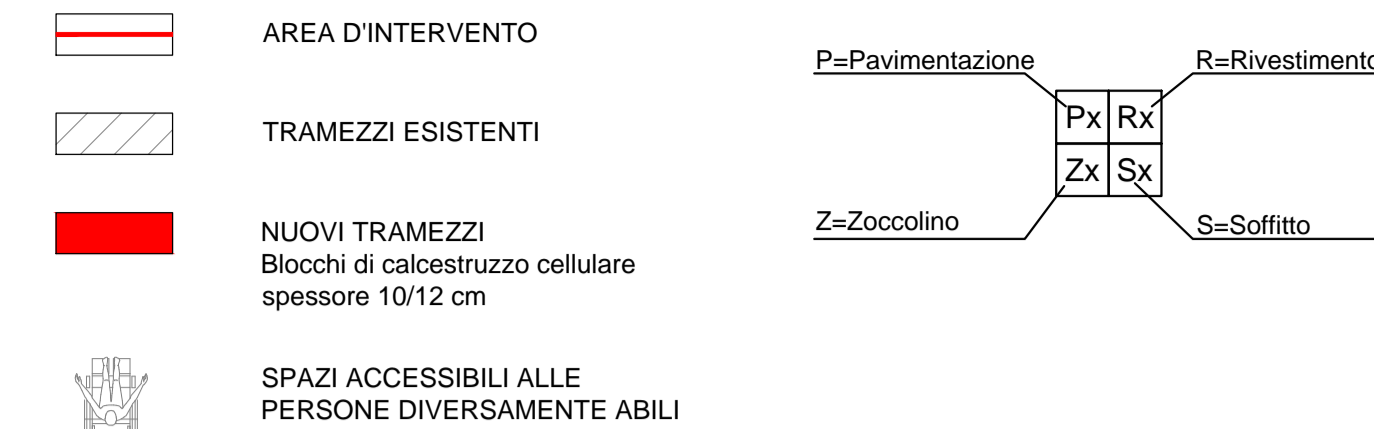 AREA D'INTERVENTO
TRAMEZZI ESISTENTI
NUOVI TRAMEZZI
Blocchi di calcestruzzo cellulare
spessore 10/12 cm
SPAZI ACCESSIBILI ALLE
PERSONE DIVERSAMENTE ABILI
P=Pavimentazione
R=Rivestimento
Px Rx
Zx Sx
Z=Zoccolino
S=Soffitto